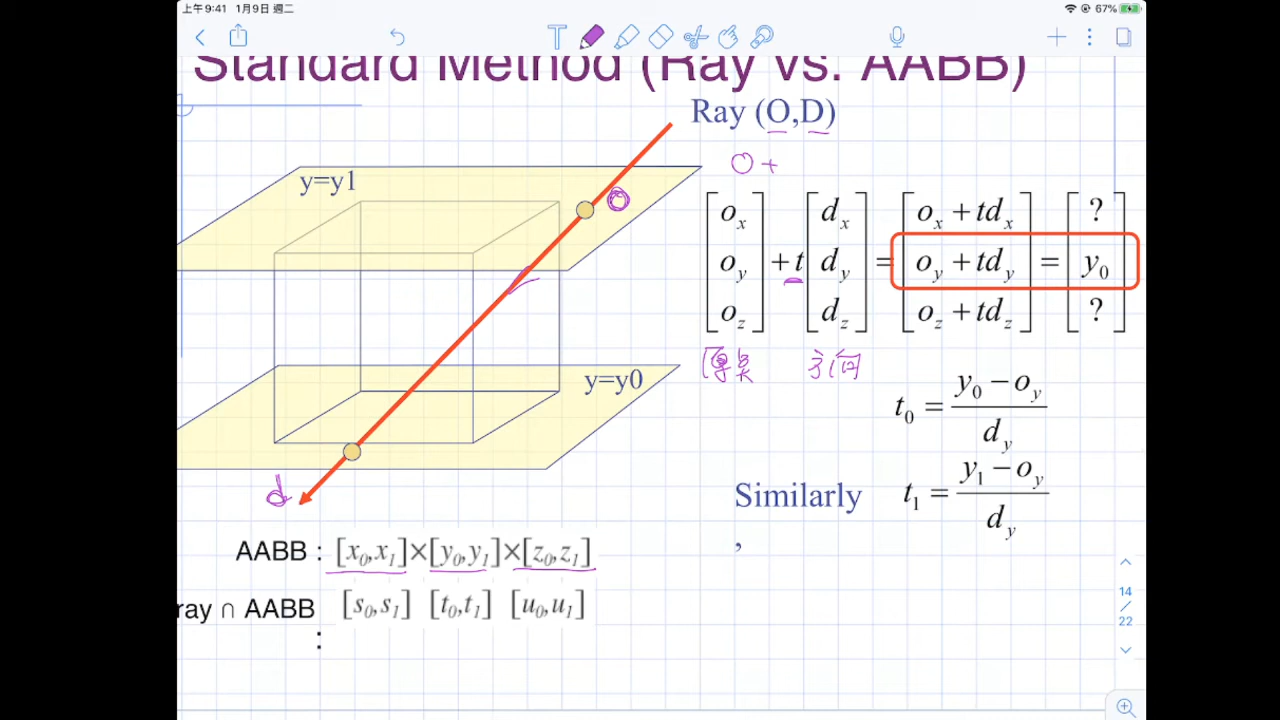 上午9:41 1月9日 週二
67%
Standard Method (Ray vs. AABB)
Ray (O,D)
O +
y=y1
o
[o_x o_y o_z] + t [d_x d_y d_z] = [o_x + td_x o_y + td_y o_z + td_z] = [? y_0 ?]
方向
y=y0
t_0 = (y_0 − o_y) / d_y
d
Similarly
,
t_1 = (y_1 − o_y) / d_y
AABB : [x_0,x_1]×[y_0,y_1]×[z_0,z_1]
ray ∩ AABB
:
[s_0,s_1] [t_0,t_1] [u_0,u_1]
14
/
22